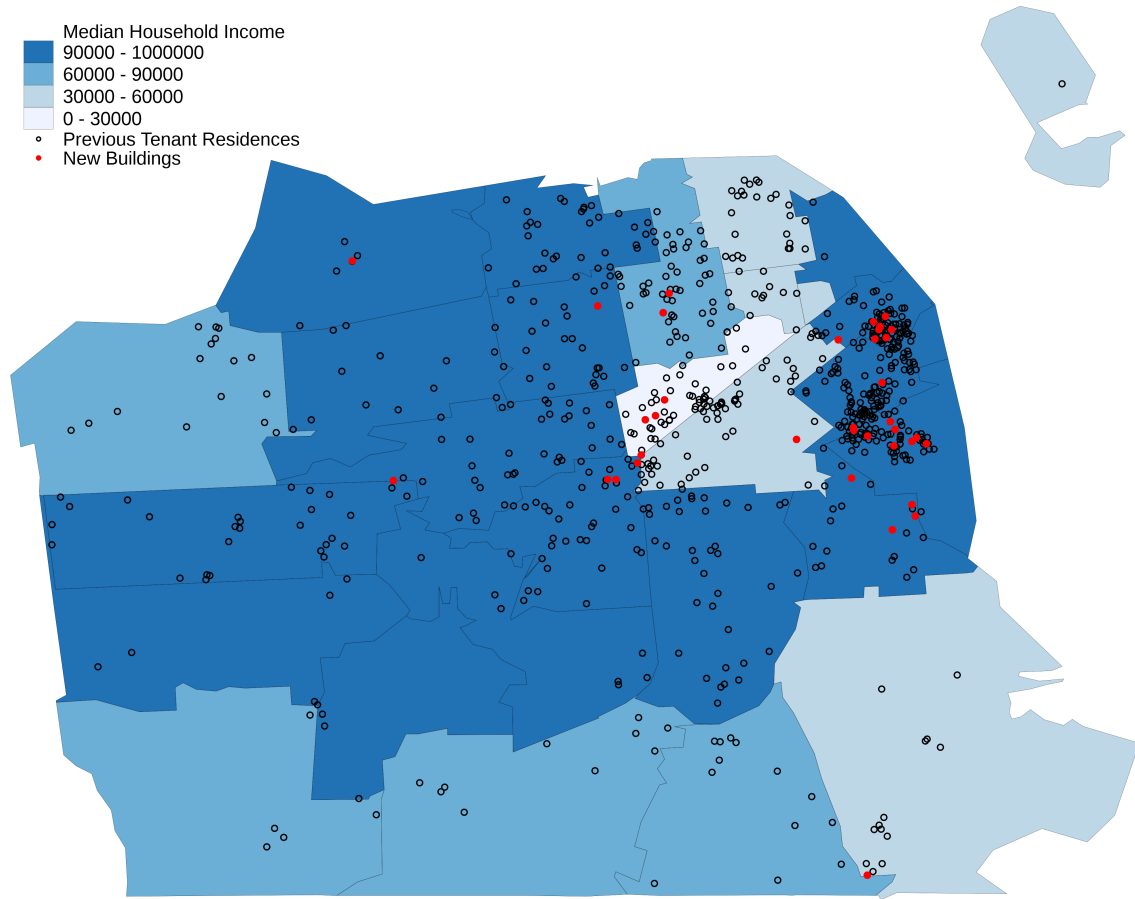 Median Household Income
90000 - 1000000
60000 - 90000
30000 - 60000
0 - 30000
Previous Tenant Residences
New Buildings